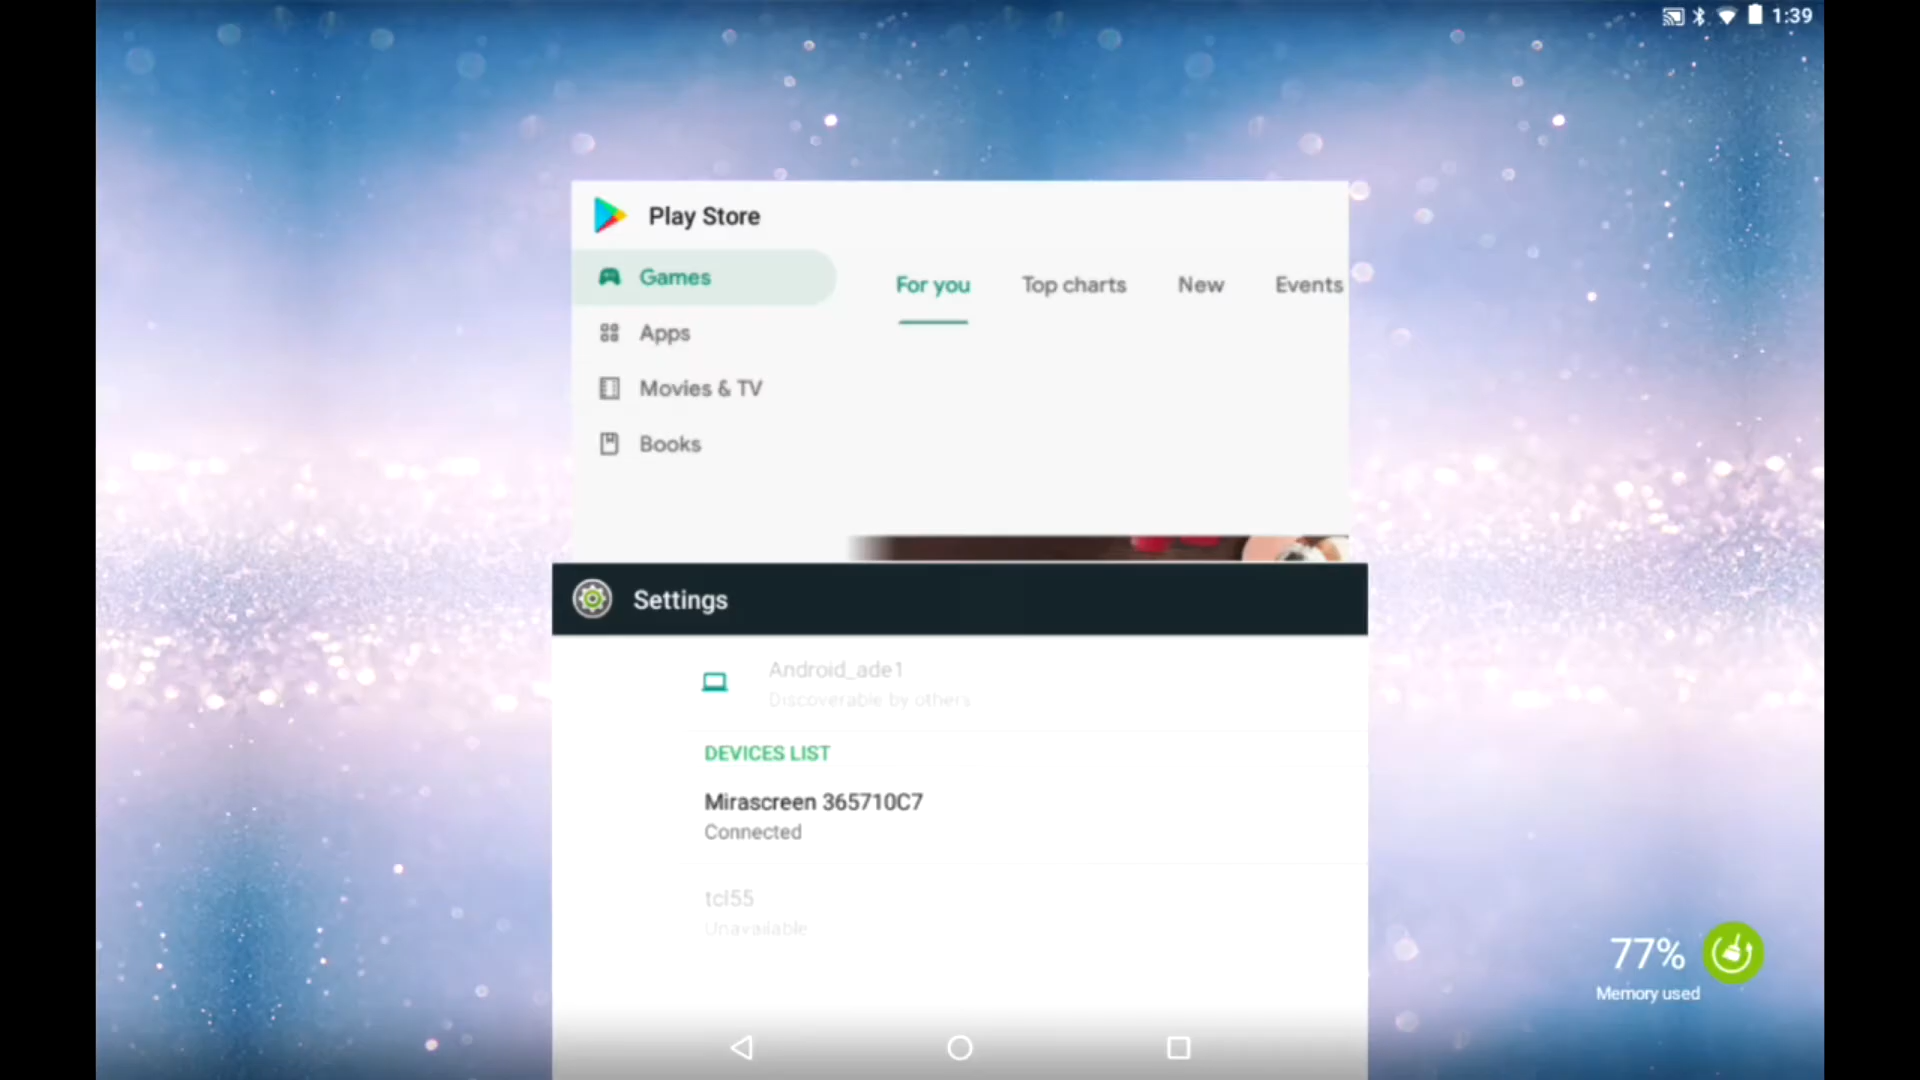 1:39
Play Store
Games
For you
Top charts
New
Events
Apps
Movies & TV
Books
Settings
Android_ade1
Discoverable by others
DEVICES LIST
Mirascreen 365710C7
Connected
tcl55
Unavailable
77%
Memory used